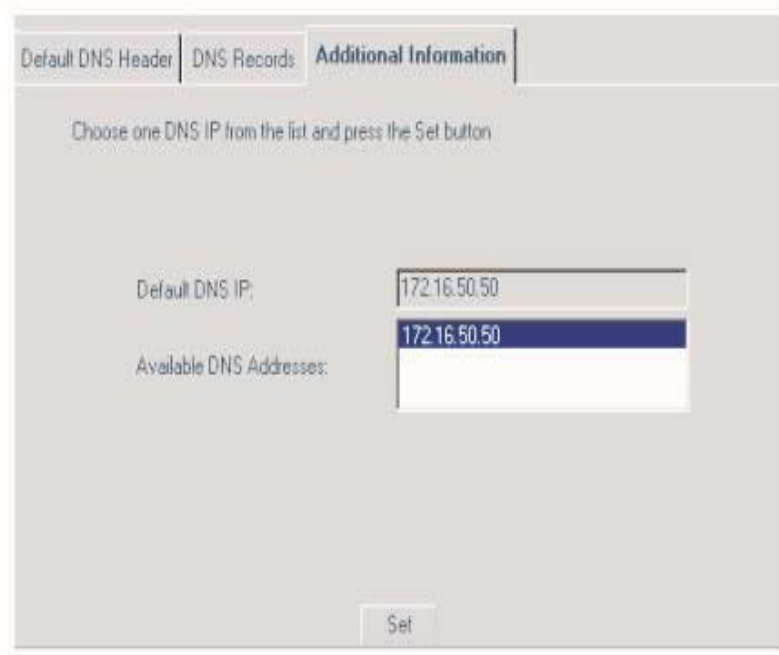 Default DNS Header DNS Records Additional Information
Choose one DNS IP from the list and press the Set button
Default DNS IP: 172.16.50.50
172.16.50.50
Available DNS Addresses:
Set